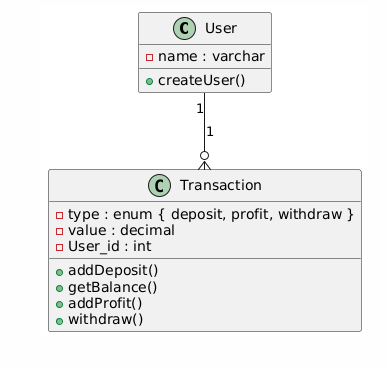 C User
name : varchar
createUser()
1
1
C Transaction
type : enum { deposit, profit, withdraw }
value : decimal
User_id : int
addDeposit()
getBalance()
addProfit()
withdraw()